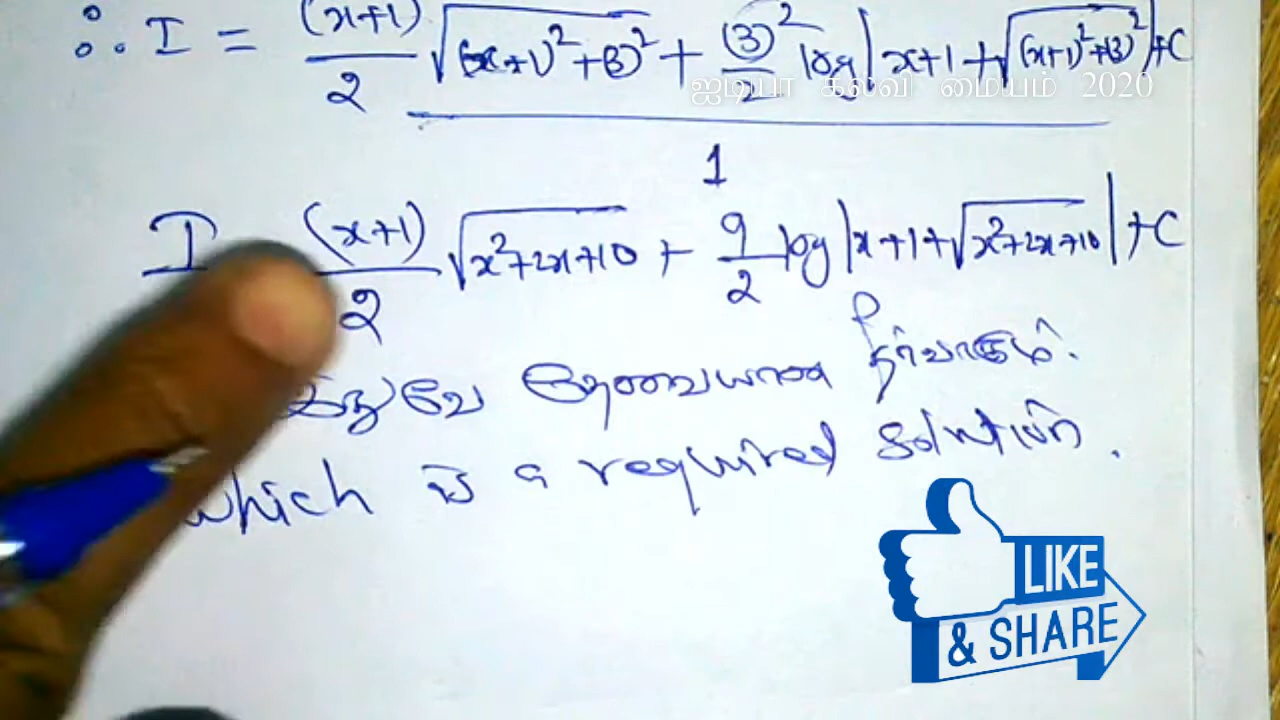 ∴ I = (x+1)/2 √(x+1)²+(3)² + (3)²/2 log|x+1+√(x+1)²+(3)²|+C
ஐடியா கல்வி மையம் 2020
1
I (x+1)/2 √x²+2x+10 + 9/2 log|x+1+√x²+2x+10|+C
இதுவே தேவையான தீர்வாகும்.
which is a required solution.
LIKE
& SHARE